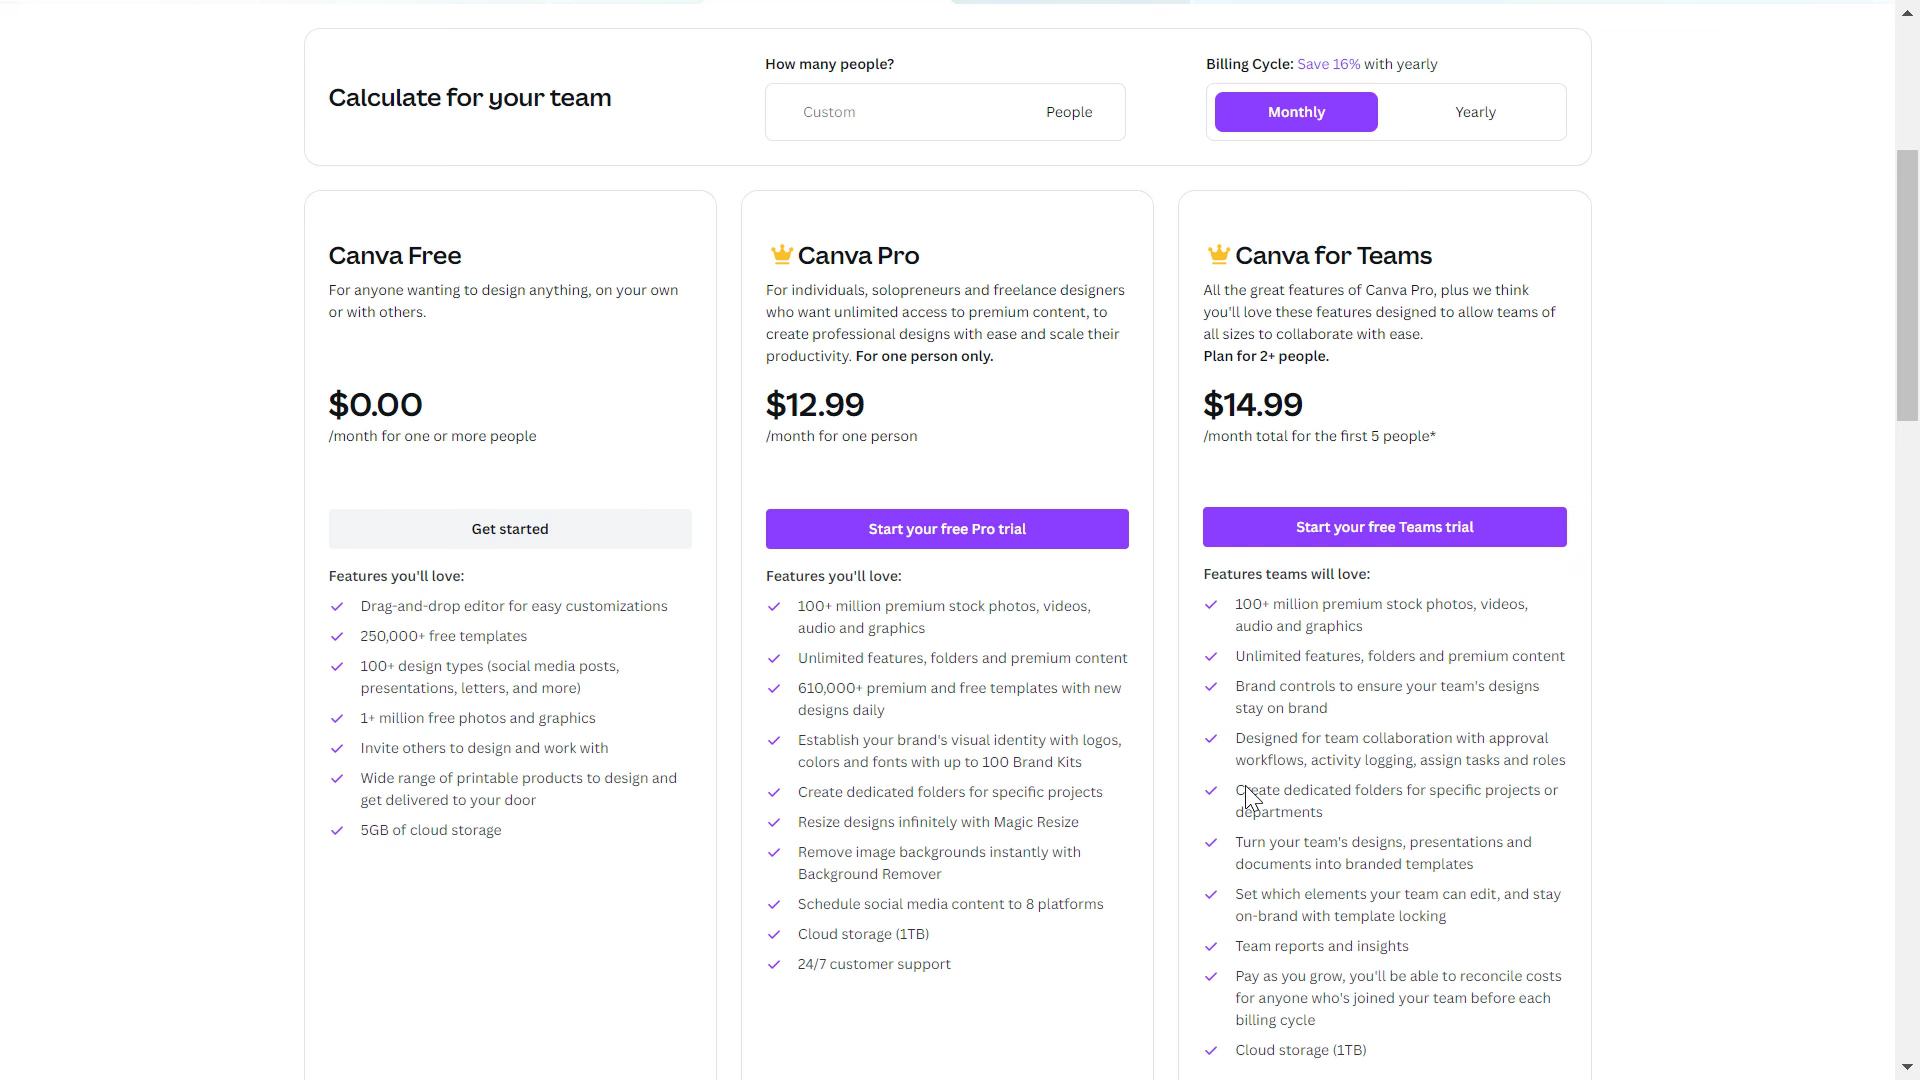 Calculate for your team
How many people?
Custom People
Billing Cycle: Save 16% with yearly
Monthly Yearly
Canva Free
For anyone wanting to design anything, on your own
or with others.
$0.00
/month for one or more people
Get started
Features you'll love:
Drag-and-drop editor for easy customizations
250,000+ free templates
100+ design types (social media posts,
presentations, letters, and more)
1+ million free photos and graphics
Invite others to design and work with
Wide range of printable products to design and
get delivered to your door
5GB of cloud storage
Canva Pro
For individuals, solopreneurs and freelance designers
who want unlimited access to premium content, to
create professional designs with ease and scale their
productivity. For one person only.
$12.99
/month for one person
Start your free Pro trial
Features you'll love:
100+ million premium stock photos, videos,
audio and graphics
Unlimited features, folders and premium content
610,000+ premium and free templates with new
designs daily
Establish your brand's visual identity with logos,
colors and fonts with up to 100 Brand Kits
Create dedicated folders for specific projects
Resize designs infinitely with Magic Resize
Remove image backgrounds instantly with
Background Remover
Schedule social media content to 8 platforms
Cloud storage (1TB)
24/7 customer support
Canva for Teams
All the great features of Canva Pro, plus we think
you'll love these features designed to allow teams of
all sizes to collaborate with ease.
Plan for 2+ people.
$14.99
/month total for the first 5 people*
Start your free Teams trial
Features teams will love:
100+ million premium stock photos, videos,
audio and graphics
Unlimited features, folders and premium content
Brand controls to ensure your team's designs
stay on brand
Designed for team collaboration with approval
workflows, activity logging, assign tasks and roles
Create dedicated folders for specific projects or
departments
Turn your team's designs, presentations and
documents into branded templates
Set which elements your team can edit, and stay
on-brand with template locking
Team reports and insights
Pay as you grow, you'll be able to reconcile costs
for anyone who's joined your team before each
billing cycle
Cloud storage (1TB)